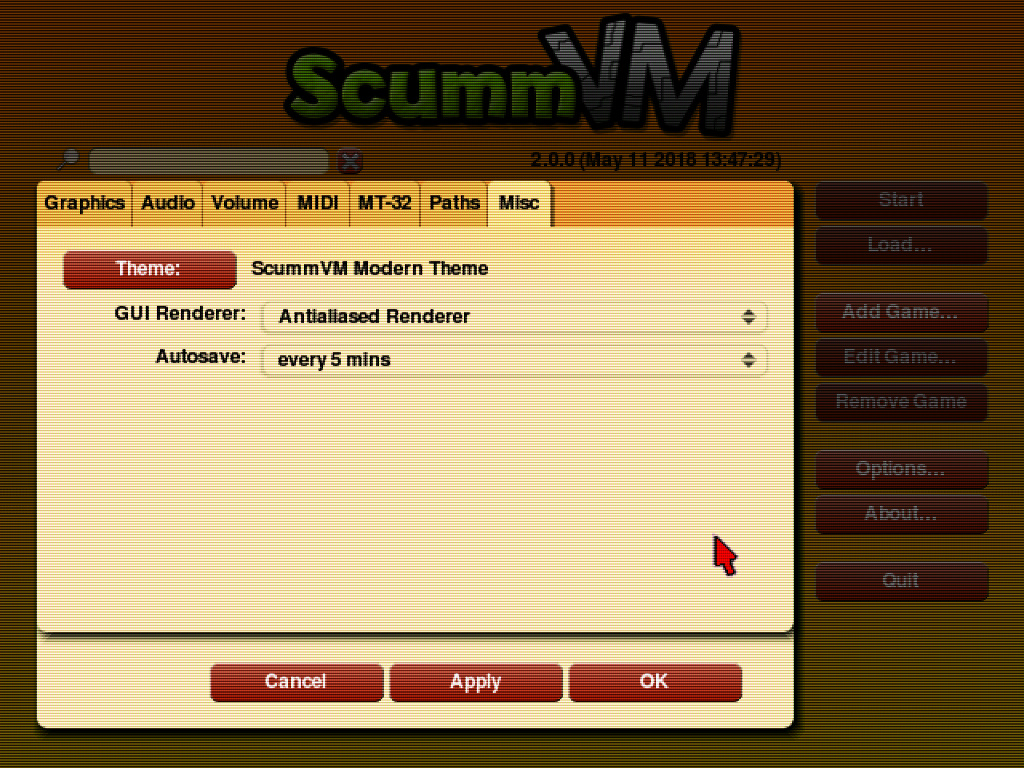 ScummVM
2.0.0 (May 11 2018 13:47:29)
Graphics Audio Volume MIDI MT-32 Paths Misc
Theme: ScummVM Modern Theme
GUI Renderer: Antialiased Renderer
Autosave: every 5 mins
Cancel Apply OK
Start
Load...
Add Game...
Edit Game...
Remove Game
Options...
About...
Quit